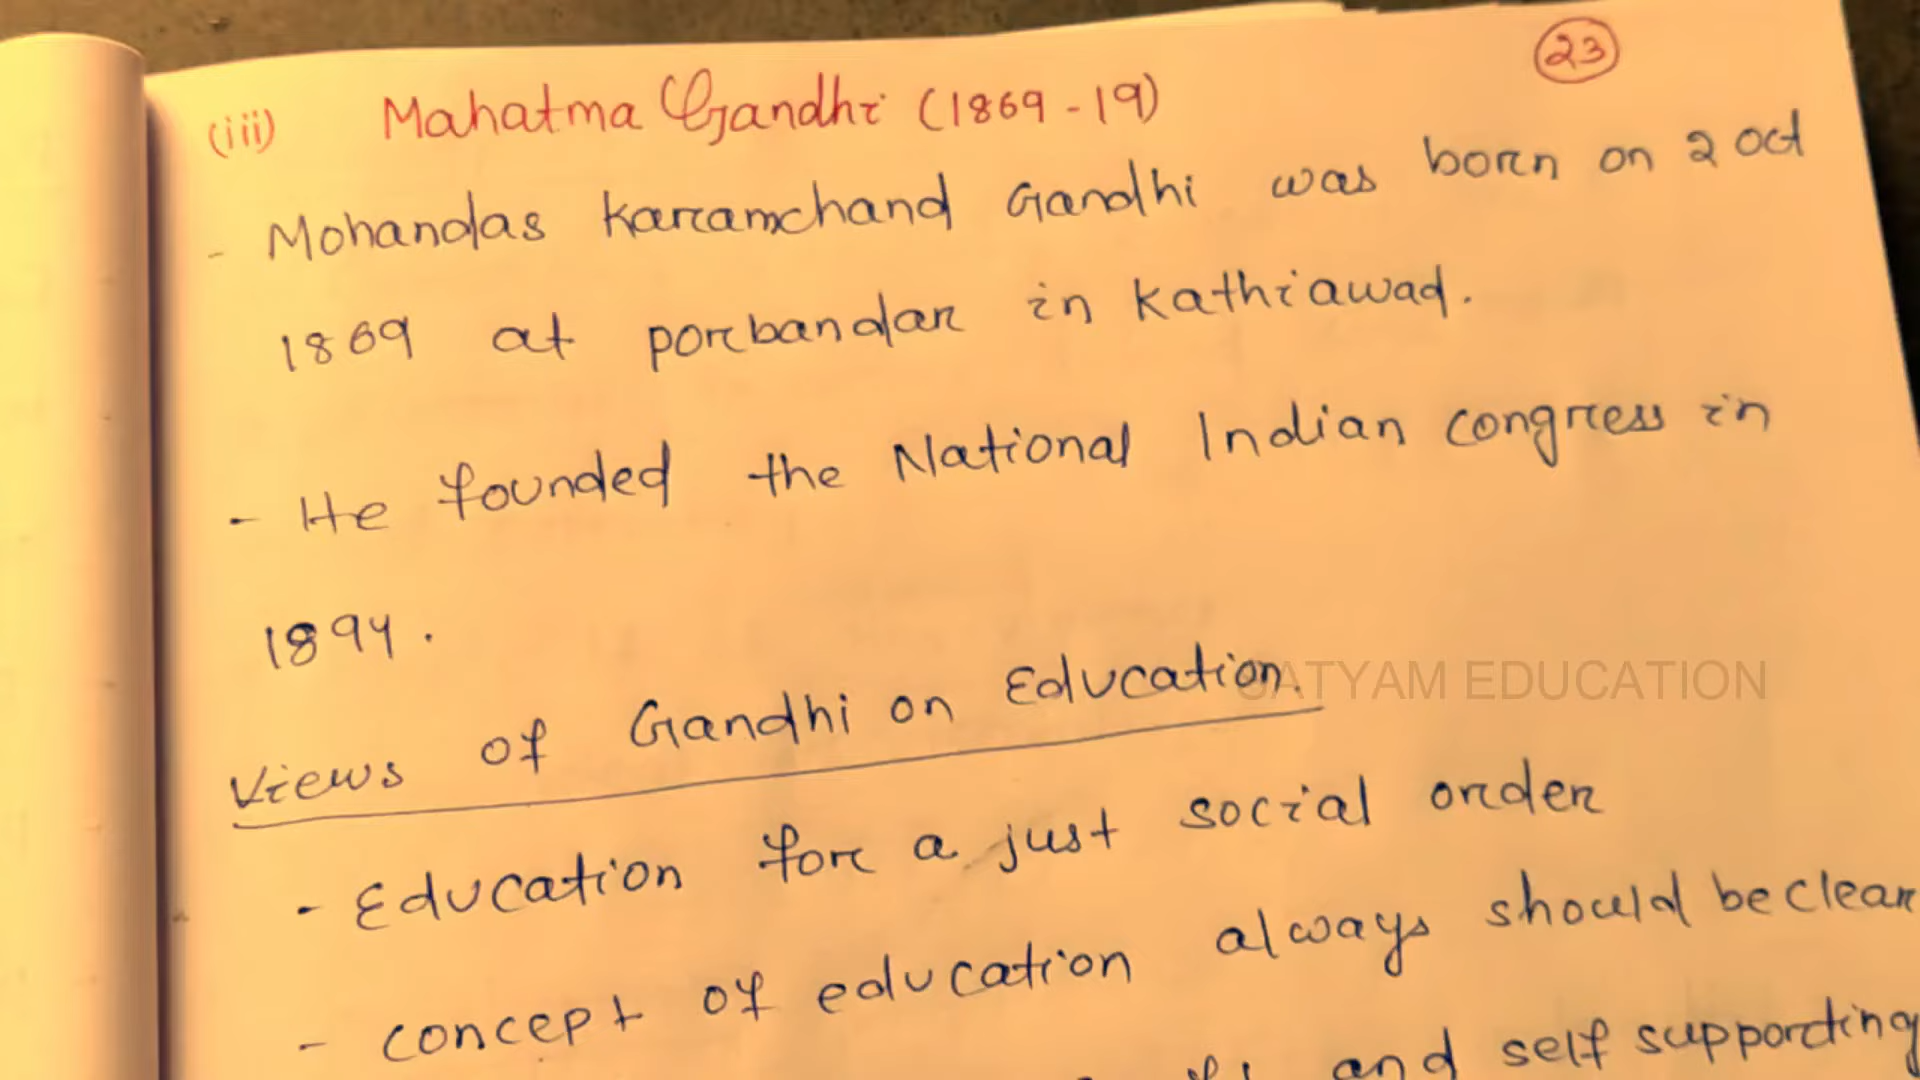 23
(iii) Mahatma Gandhi (1869-19)
- Mohandas Karamchand Gandhi was born on 2 oct
1869 at porbandar in Kathiawad.
- He founded the National Indian congress in
1894.
SATYAM EDUCATION
Views of Gandhi on Education.
- Education for a just social order
- concept of education always should be clear
and self supporting